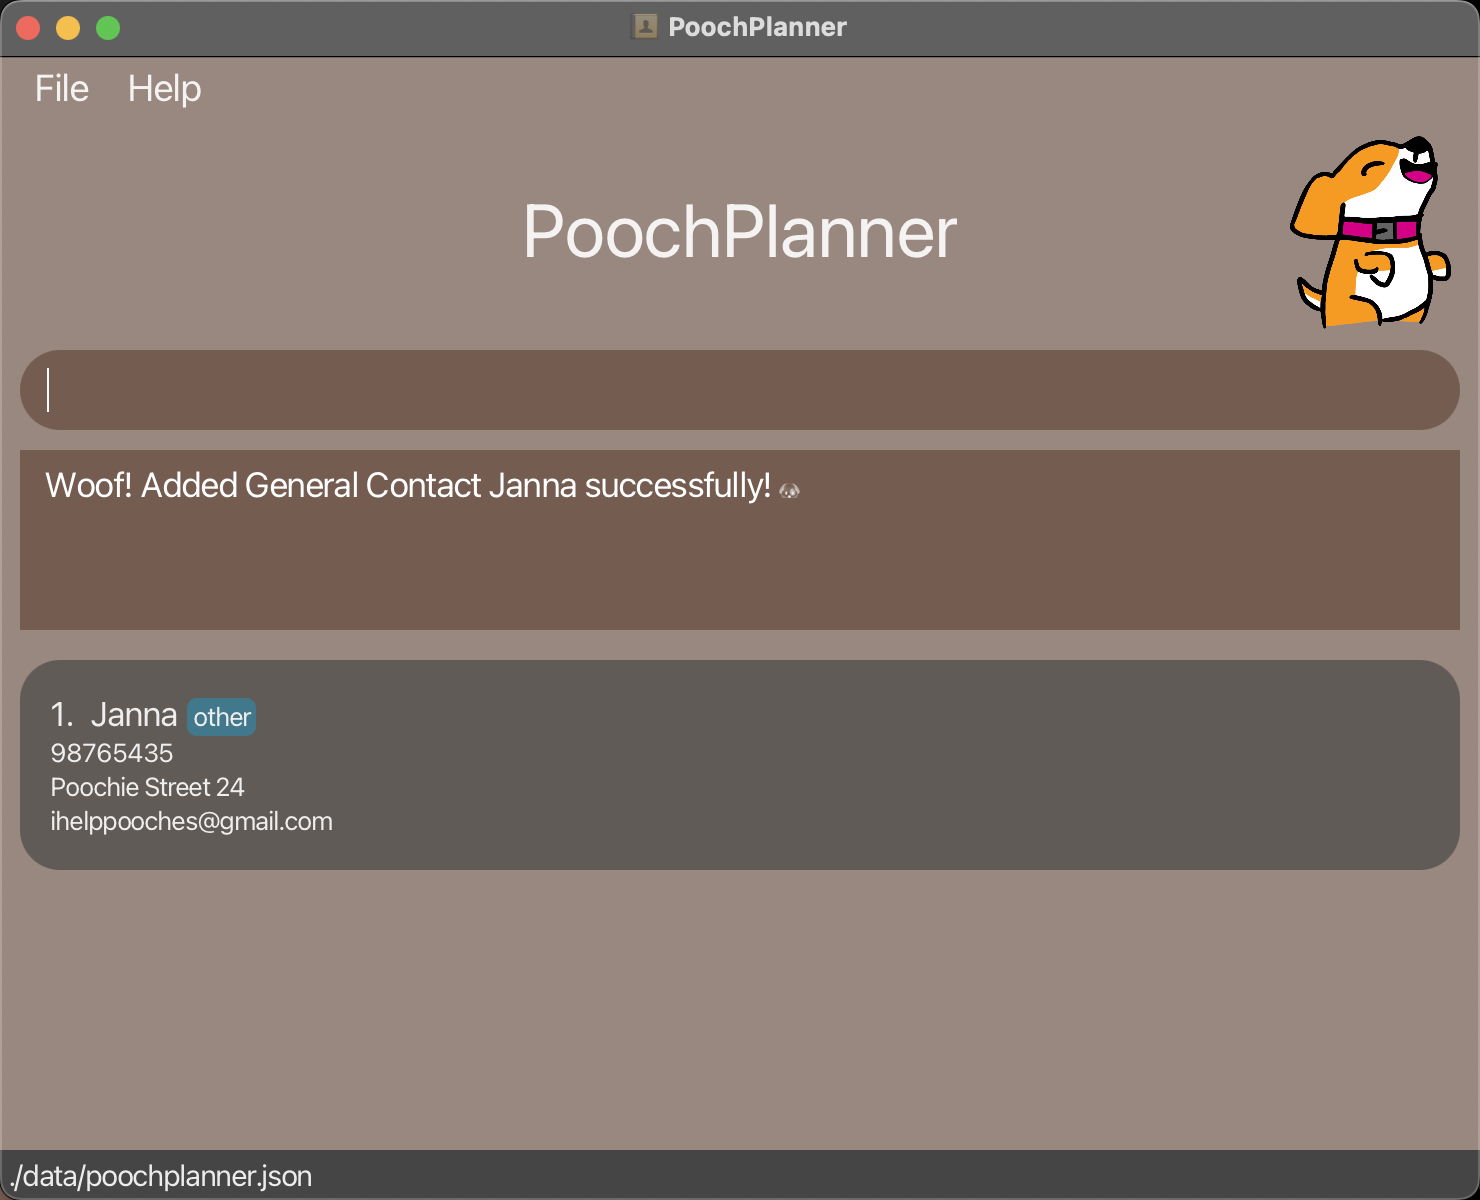 PoochPlanner
File Help
PoochPlanner
Woof! Added General Contact Janna successfully! 🐶
1. Janna other
98765435
Poochie Street 24
ihelppooches@gmail.com
./data/poochplanner.json